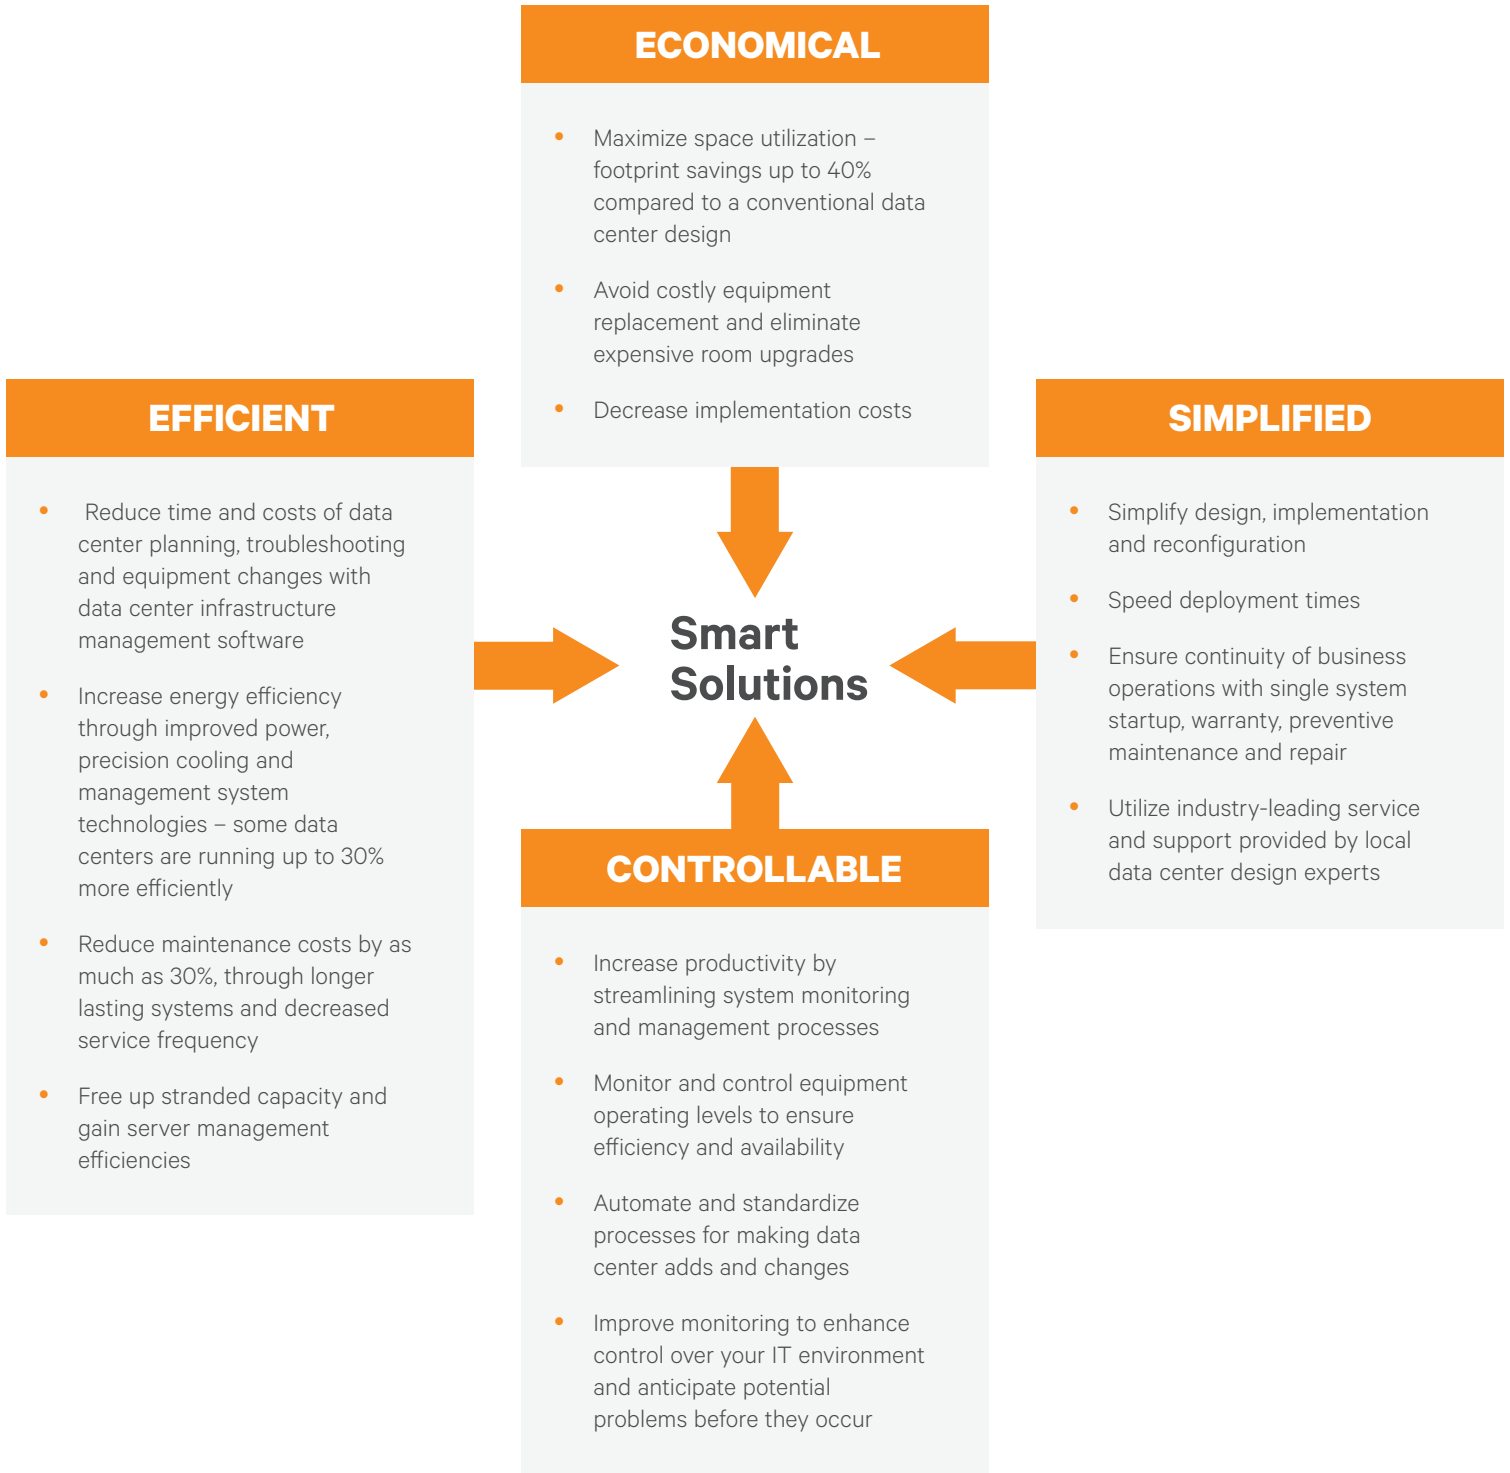 ECONOMICAL
• Maximize space utilization –
footprint savings up to 40%
compared to a conventional data
center design
• Avoid costly equipment
replacement and eliminate
expensive room upgrades
• Decrease implementation costs
EFFICIENT
• Reduce time and costs of data
center planning, troubleshooting
and equipment changes with
data center infrastructure
management software
• Increase energy efficiency
through improved power,
precision cooling and
management system
technologies – some data
centers are running up to 30%
more efficiently
• Reduce maintenance costs by as
much as 30%, through longer
lasting systems and decreased
service frequency
• Free up stranded capacity and
gain server management
efficiencies
Smart
Solutions
SIMPLIFIED
• Simplify design, implementation
and reconfiguration
• Speed deployment times
• Ensure continuity of business
operations with single system
startup, warranty, preventive
maintenance and repair
• Utilize industry-leading service
and support provided by local
data center design experts
CONTROLLABLE
• Increase productivity by
streamlining system monitoring
and management processes
• Monitor and control equipment
operating levels to ensure
efficiency and availability
• Automate and standardize
processes for making data
center adds and changes
• Improve monitoring to enhance
control over your IT environment
and anticipate potential
problems before they occur